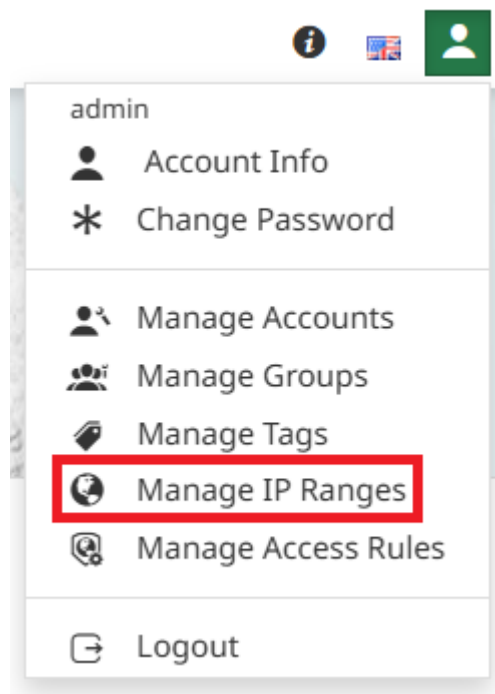 admin
Account Info
Change Password
Manage Accounts
Manage Groups
Manage Tags
Manage IP Ranges
Manage Access Rules
Logout